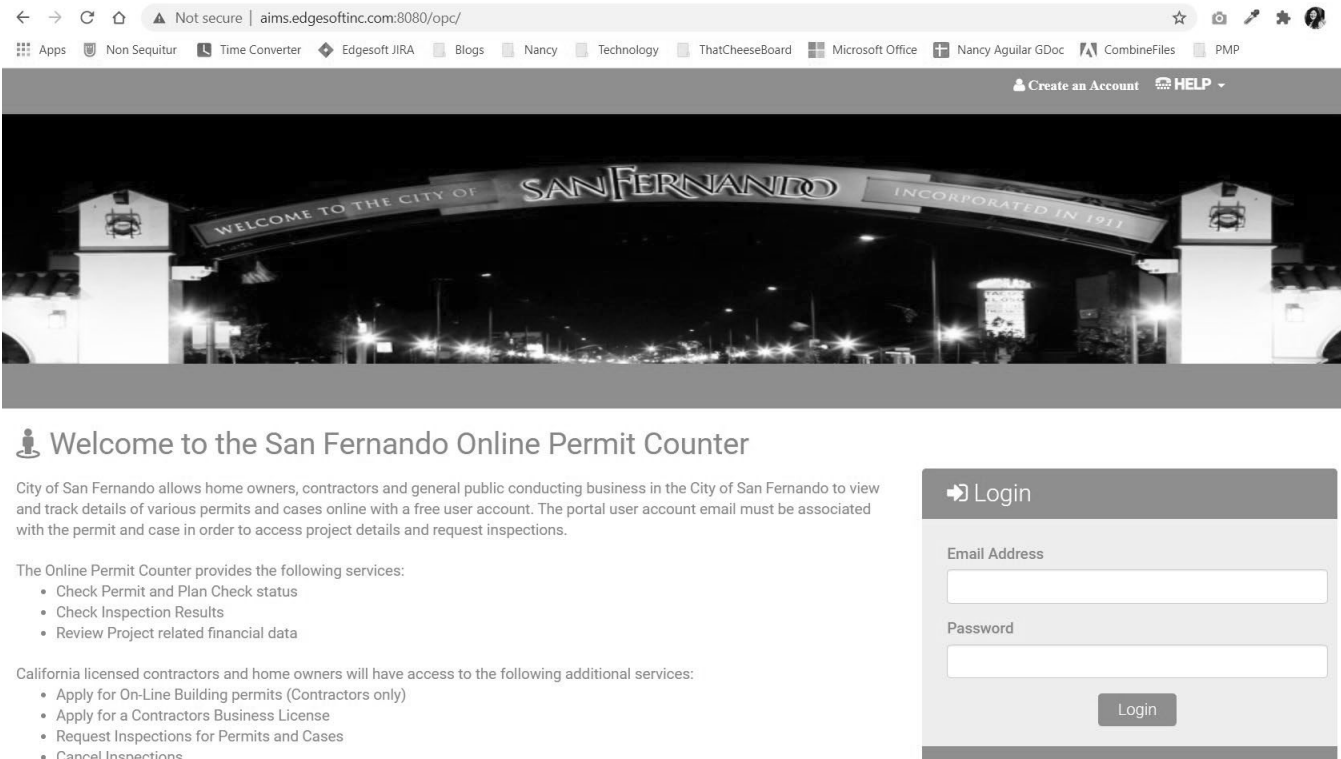 Not secure | aims.edgesoftinc.com:8080/opc/
Apps Non Sequitur Time Converter Edgesoft JIRA Blogs Nancy Technology ThatCheeseBoard Microsoft Office Nancy Aguilar GDoc CombineFiles PMP
Create an Account HELP
WELCOME TO THE CITY OF SAN FERNANDO INCORPORATED IN 1911
Welcome to the San Fernando Online Permit Counter
City of San Fernando allows home owners, contractors and general public conducting business in the City of San Fernando to view
and track details of various permits and cases online with a free user account. The portal user account email must be associated
with the permit and case in order to access project details and request inspections.
The Online Permit Counter provides the following services:
• Check Permit and Plan Check status
• Check Inspection Results
• Review Project related financial data
California licensed contractors and home owners will have access to the following additional services:
• Apply for On-Line Building permits (Contractors only)
• Apply for a Contractors Business License
• Request Inspections for Permits and Cases
• Cancel Inspections
Login
Email Address
Password
Login